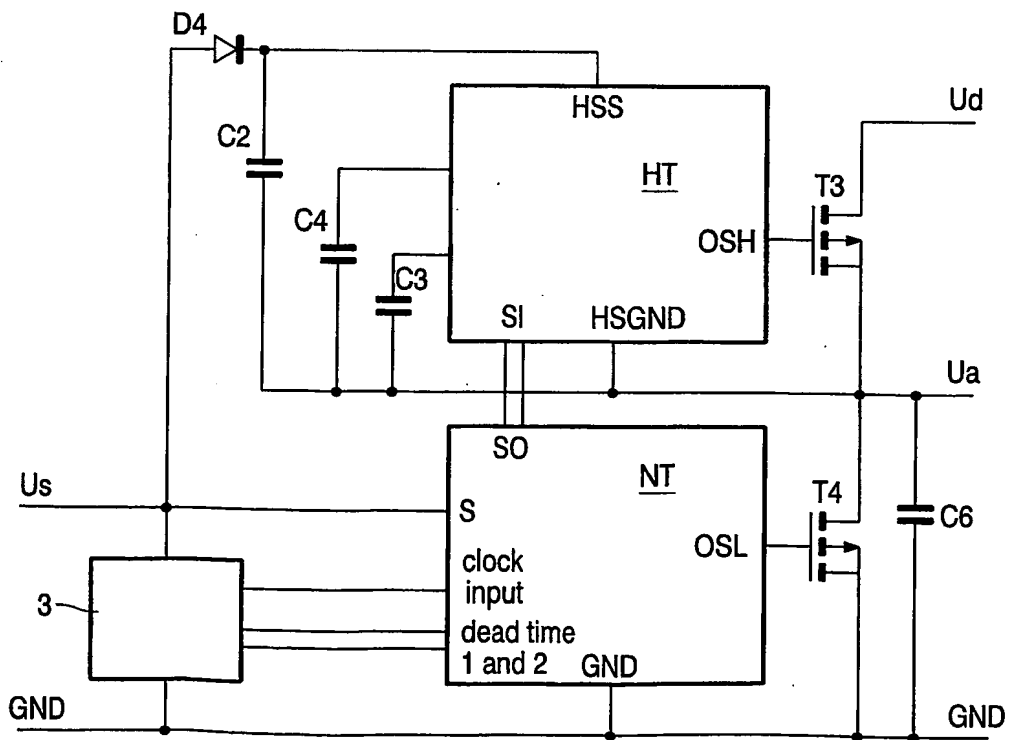 D4
HSS
Ud
C2
HT
T3
C4
OSH
C3
SI
HSGND
Ua
SO
Us
NT
T4
S
C6
OSL
clock
input
3
dead time
1 and 2
GND
GND
GND